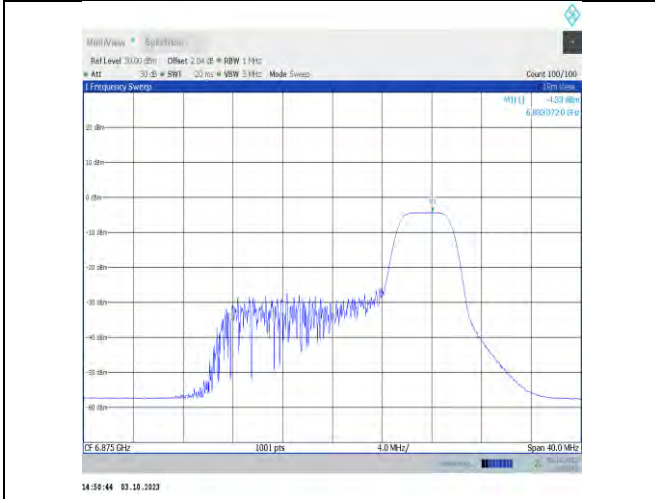 MultiView Spectrum
Ref Level 30.00 dBm Offset 2.04 dB RBW 1 MHz
Att 30 dB SWT 20 ms VBW 3 MHz Mode Sweep Count 100/100
1 Frequency Sweep
M1[1] -4.33 dBm
GHz
20 dBm
10 dBm
0 dBm
-10 dBm
-20 dBm
-30 dBm
-40 dBm
-50 dBm
-60 dBm
M1
CF 6.875 GHz 1001 pts 4.0 MHz/ Span 40.0 MHz
14:50:44 03.10.2023